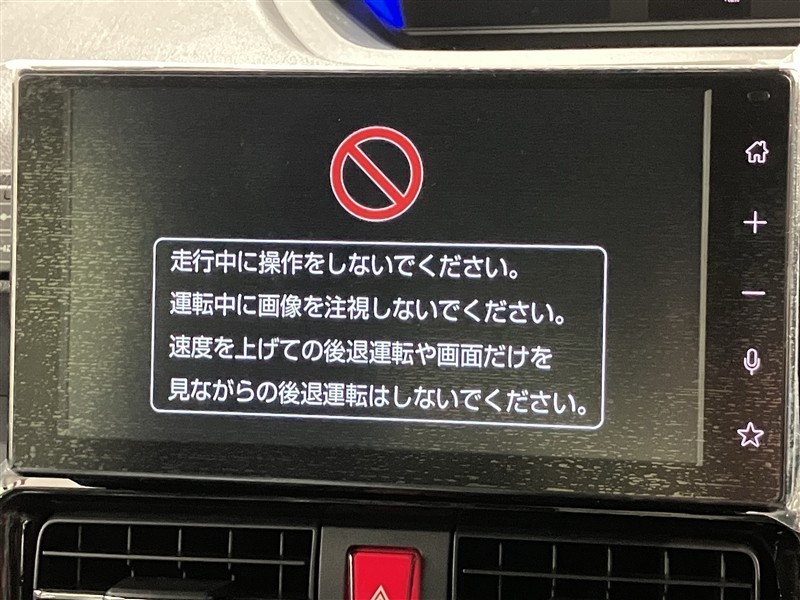 走行中に操作をしないでください。
運転中に画像を注視しないでください。
速度を上げての後退運転や画面だけを
見ながらの後退運転はしないでください。